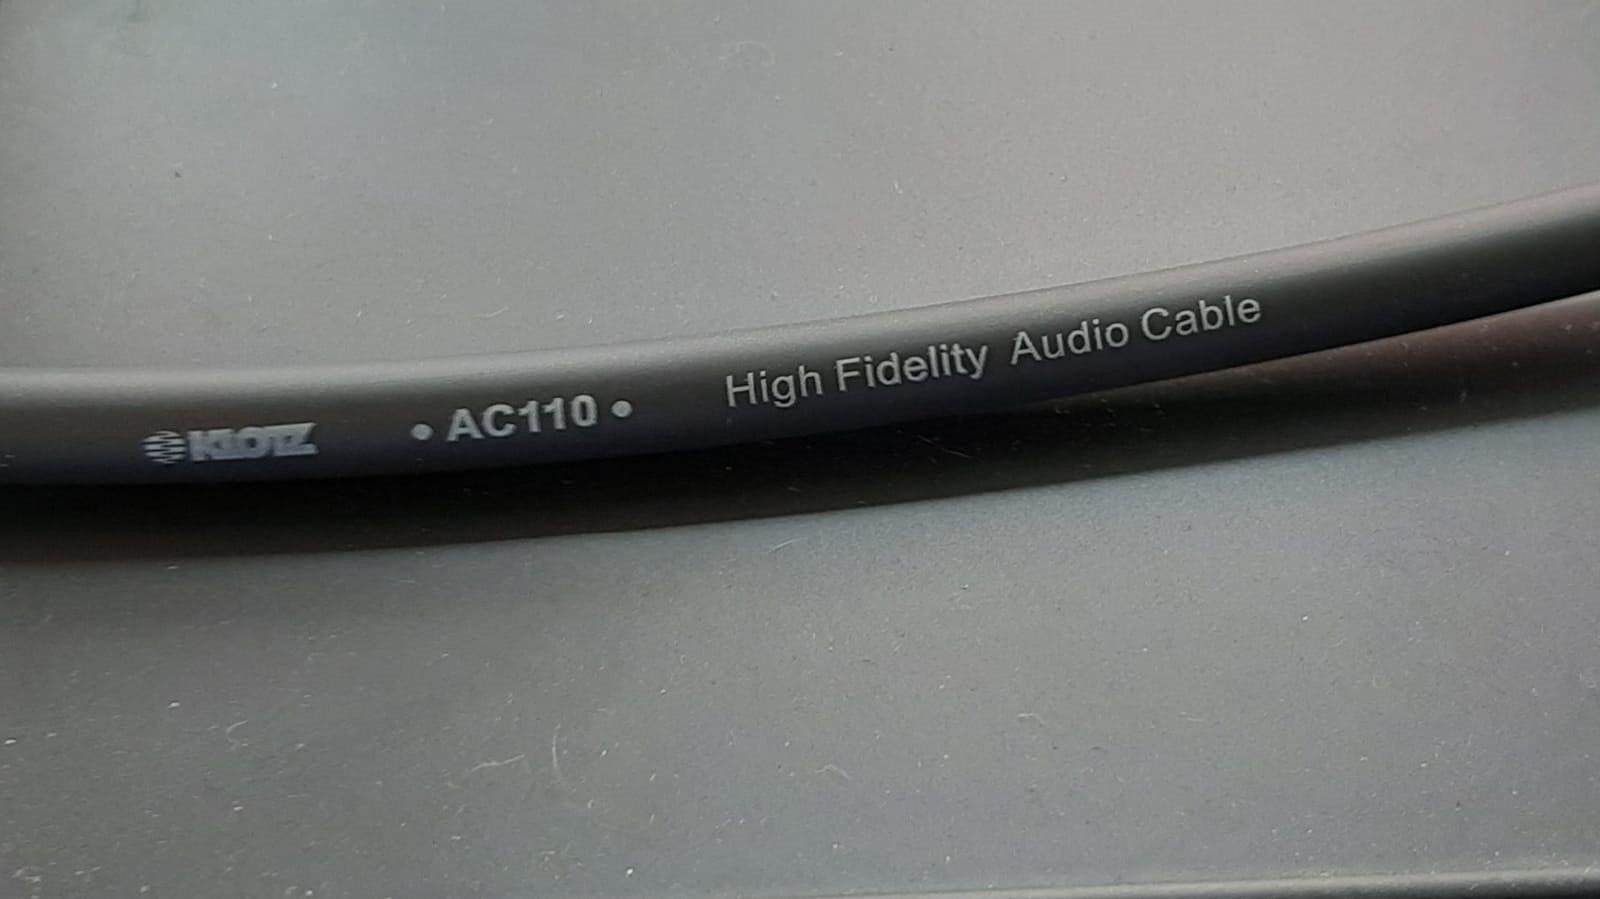 KLOTZ • AC110 • High Fidelity Audio Cable